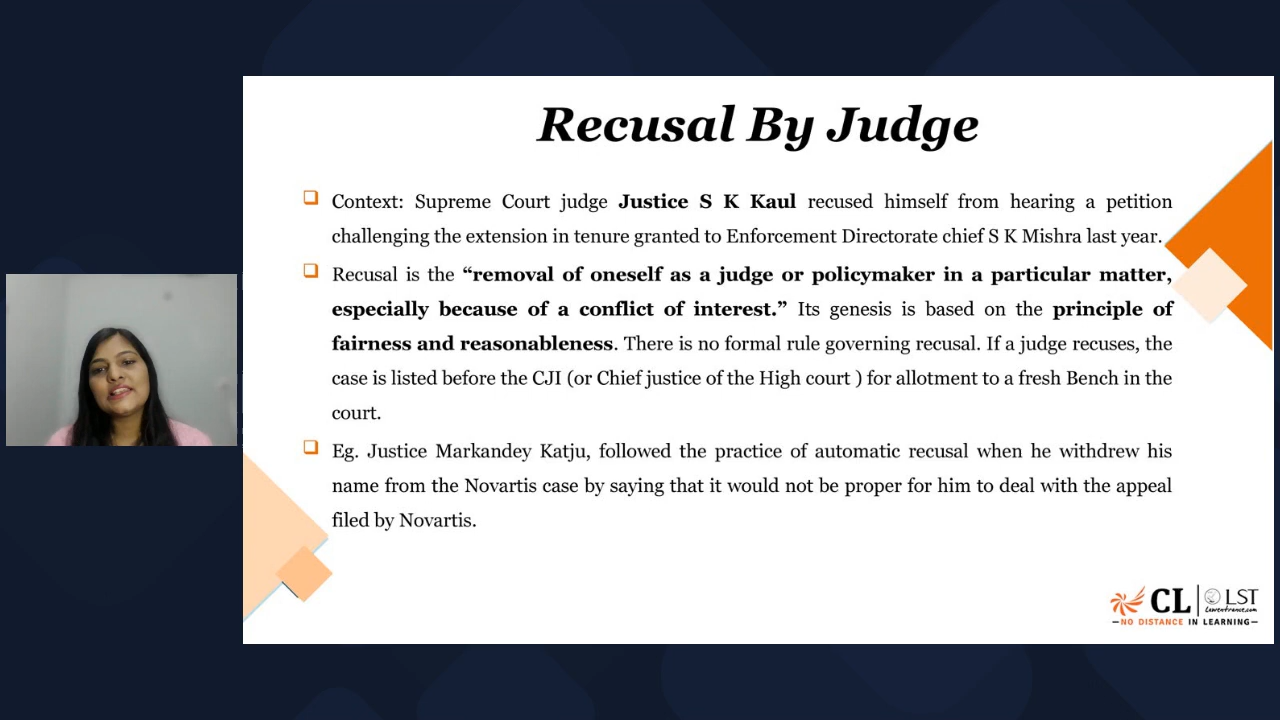 Recusal By Judge
Context: Supreme Court judge Justice S K Kaul recused himself from hearing a petition
challenging the extension in tenure granted to Enforcement Directorate chief S K Mishra last year.
Recusal is the “removal of oneself as a judge or policymaker in a particular matter,
especially because of a conflict of interest.” Its genesis is based on the principle of
fairness and reasonableness. There is no formal rule governing recusal. If a judge recuses, the
case is listed before the CJI (or Chief justice of the High court ) for allotment to a fresh Bench in the
court.
Eg. Justice Markandey Katju, followed the practice of automatic recusal when he withdrew his
name from the Novartis case by saying that it would not be proper for him to deal with the appeal
filed by Novartis.
CL LST
Lawentrance.com
—NO DISTANCE IN LEARNING—